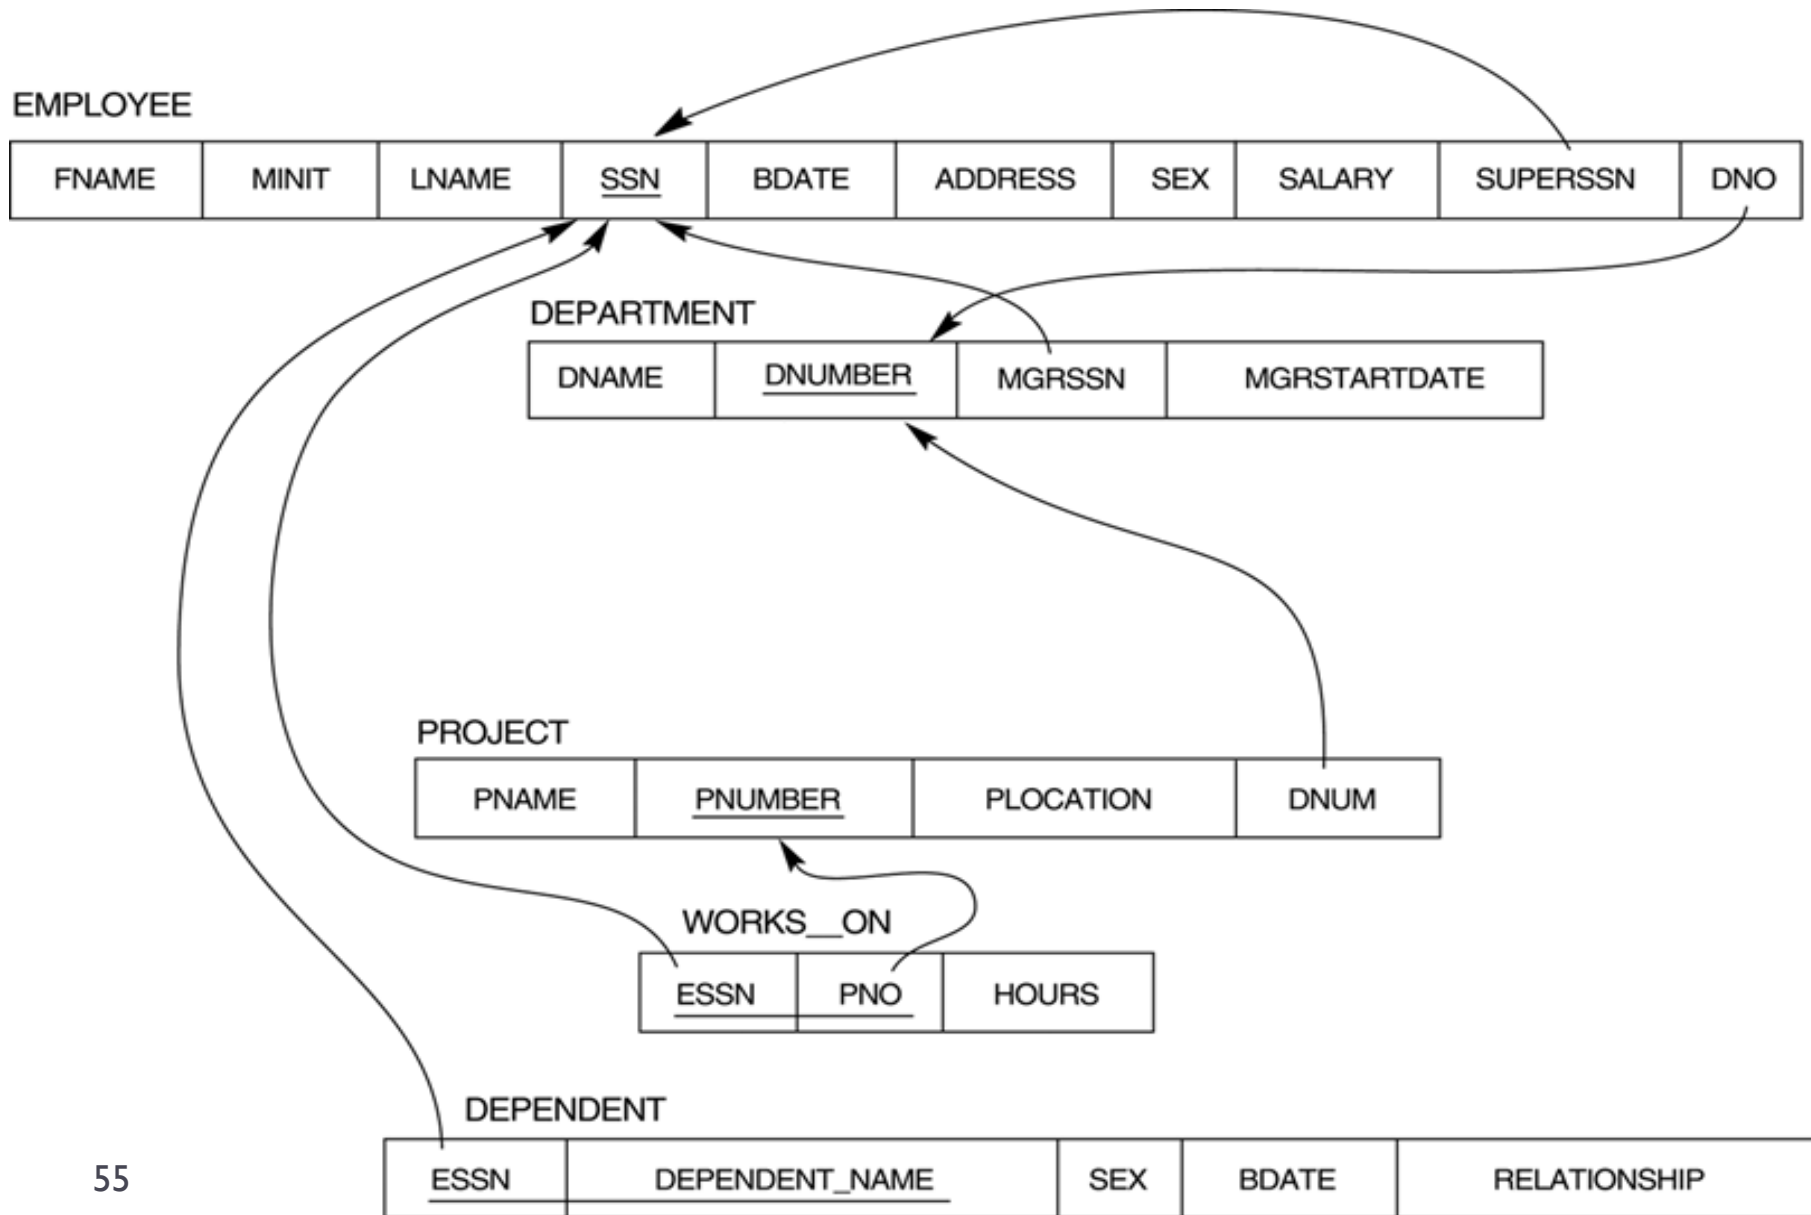 EMPLOYEE
FNAME MINIT LNAME SSN BDATE ADDRESS SEX SALARY SUPERSSN DNO
DEPARTMENT
DNAME DNUMBER MGRSSN MGRSTARTDATE
PROJECT
PNAME PNUMBER PLOCATION DNUM
WORKS__ON
ESSN PNO HOURS
DEPENDENT
ESSN DEPENDENT_NAME SEX BDATE RELATIONSHIP
55